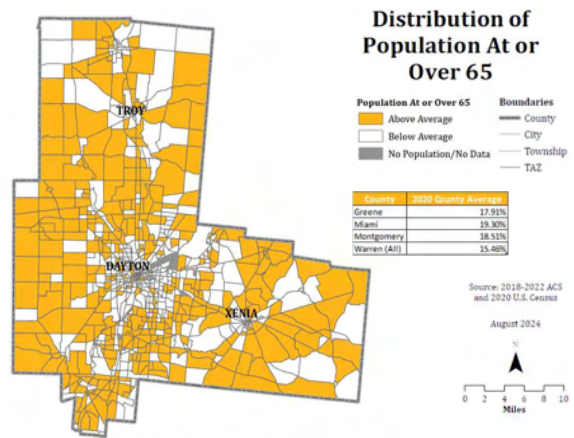 Distribution of
Population At or
Over 65
Population At or Over 65
Above Average
Below Average
No Population/No Data
Boundaries
County
City
Township
TAZ
County 2020 County Average
Greene 17.91%
Miami 19.30%
Montgomery 18.51%
Warren (All) 15.46%
Source: 2018-2022 ACS
and 2020 U.S. Census
August 2024
N
0 2 4 6 8 10
Miles
TROY
DAYTON
XENIA